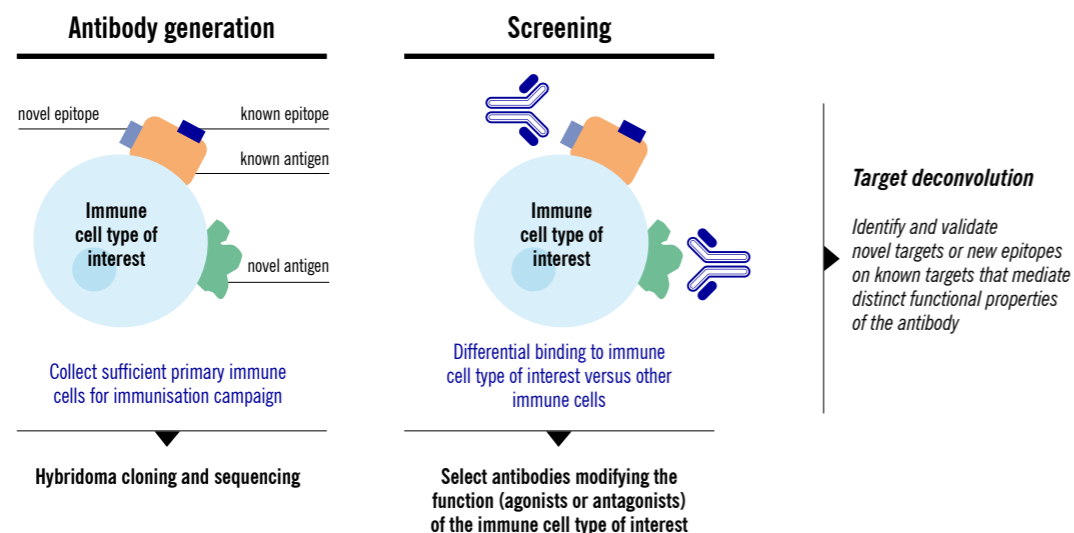 Antibody generation
novel epitope
known epitope
known antigen
Immune
cell type of
interest
novel antigen
Collect sufficient primary immune
cells for immunisation campaign
Hybridoma cloning and sequencing
Screening
Immune
cell type of
interest
Differential binding to immune
cell type of interest versus other
immune cells
Select antibodies modifying the
function (agonists or antagonists)
of the immune cell type of interest
Target deconvolution
Identify and validate
novel targets or new epitopes
on known targets that mediate
distinct functional properties
of the antibody